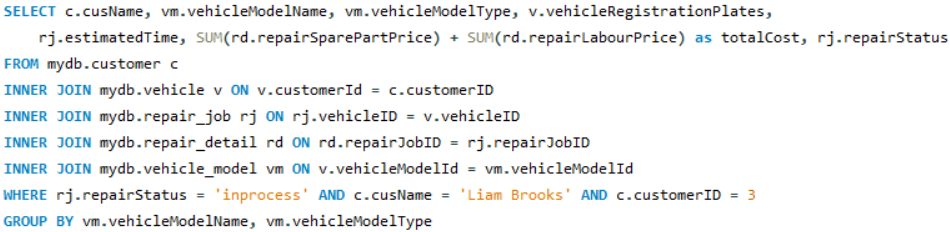 SELECT c.cusName, vm.vehicleModelName, vm.vehicleModelType, v.vehicleRegistrationPlates,
    rj.estimatedTime, SUM(rd.repairSparePartPrice) + SUM(rd.repairLabourPrice) as totalCost, rj.repairStatus
FROM mydb.customer c
INNER JOIN mydb.vehicle v ON v.customerId = c.customerID
INNER JOIN mydb.repair_job rj ON rj.vehicleID = v.vehicleID
INNER JOIN mydb.repair_detail rd ON rd.repairJobID = rj.repairJobID
INNER JOIN mydb.vehicle_model vm ON v.vehicleModelId = vm.vehicleModelId
WHERE rj.repairStatus = 'inprocess' AND c.cusName = 'Liam Brooks' AND c.customerID = 3
GROUP BY vm.vehicleModelName, vm.vehicleModelType